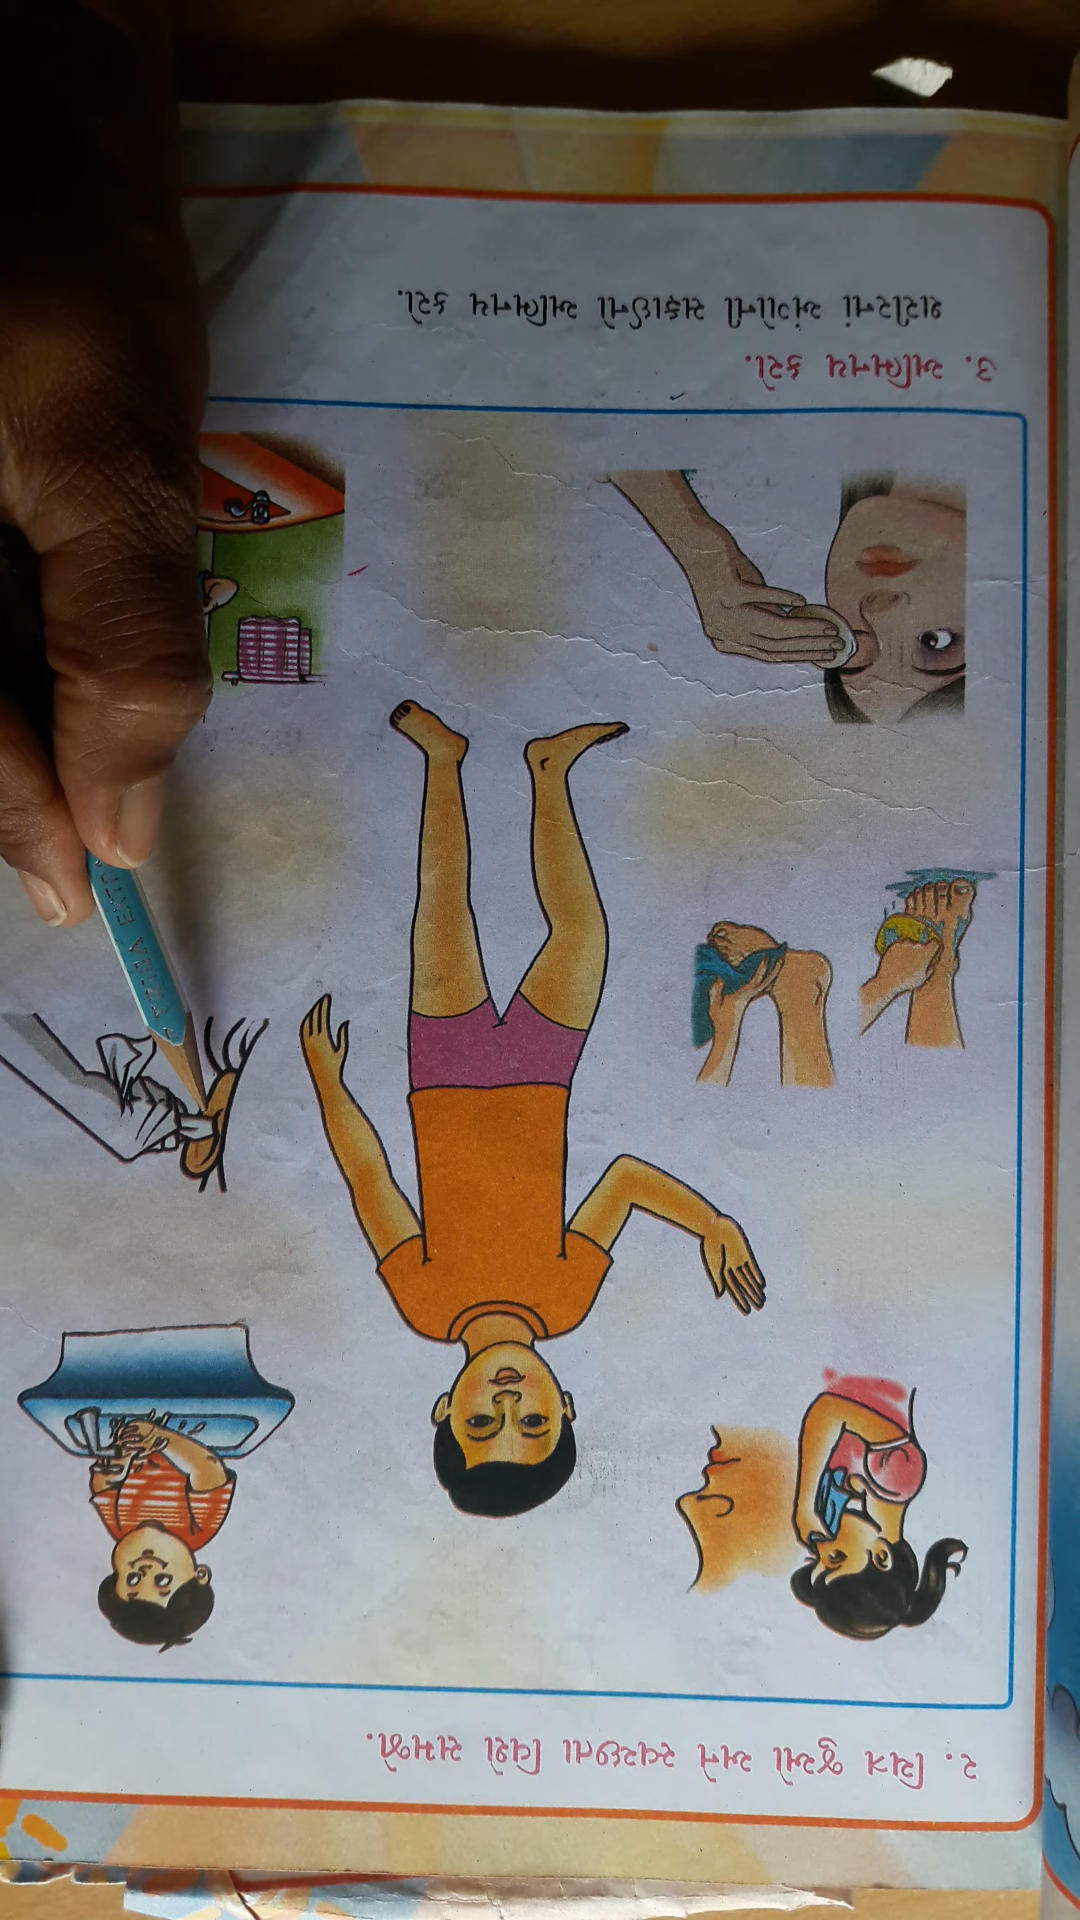 ૨. ચિત્ર જુઓ અને સ્વચ્છતા વિશે સમજો.
૩. અભિનય કરો.
શરીરનાં અંગોની સફાઈનો અભિનય કરો.